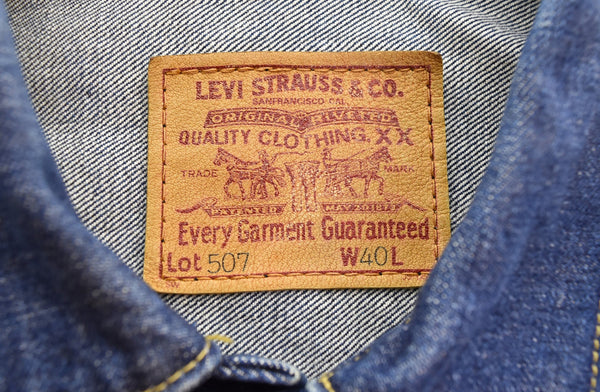 LEVI STRAUSS & CO.
SANFRANCISCO CAL.
ORIGINAL RIVETED
QUALITY CLOTHING. XX
TRADE MARK
PATENTED MAY 20 1873
Every Garment Guaranteed
Lot 507 W40L